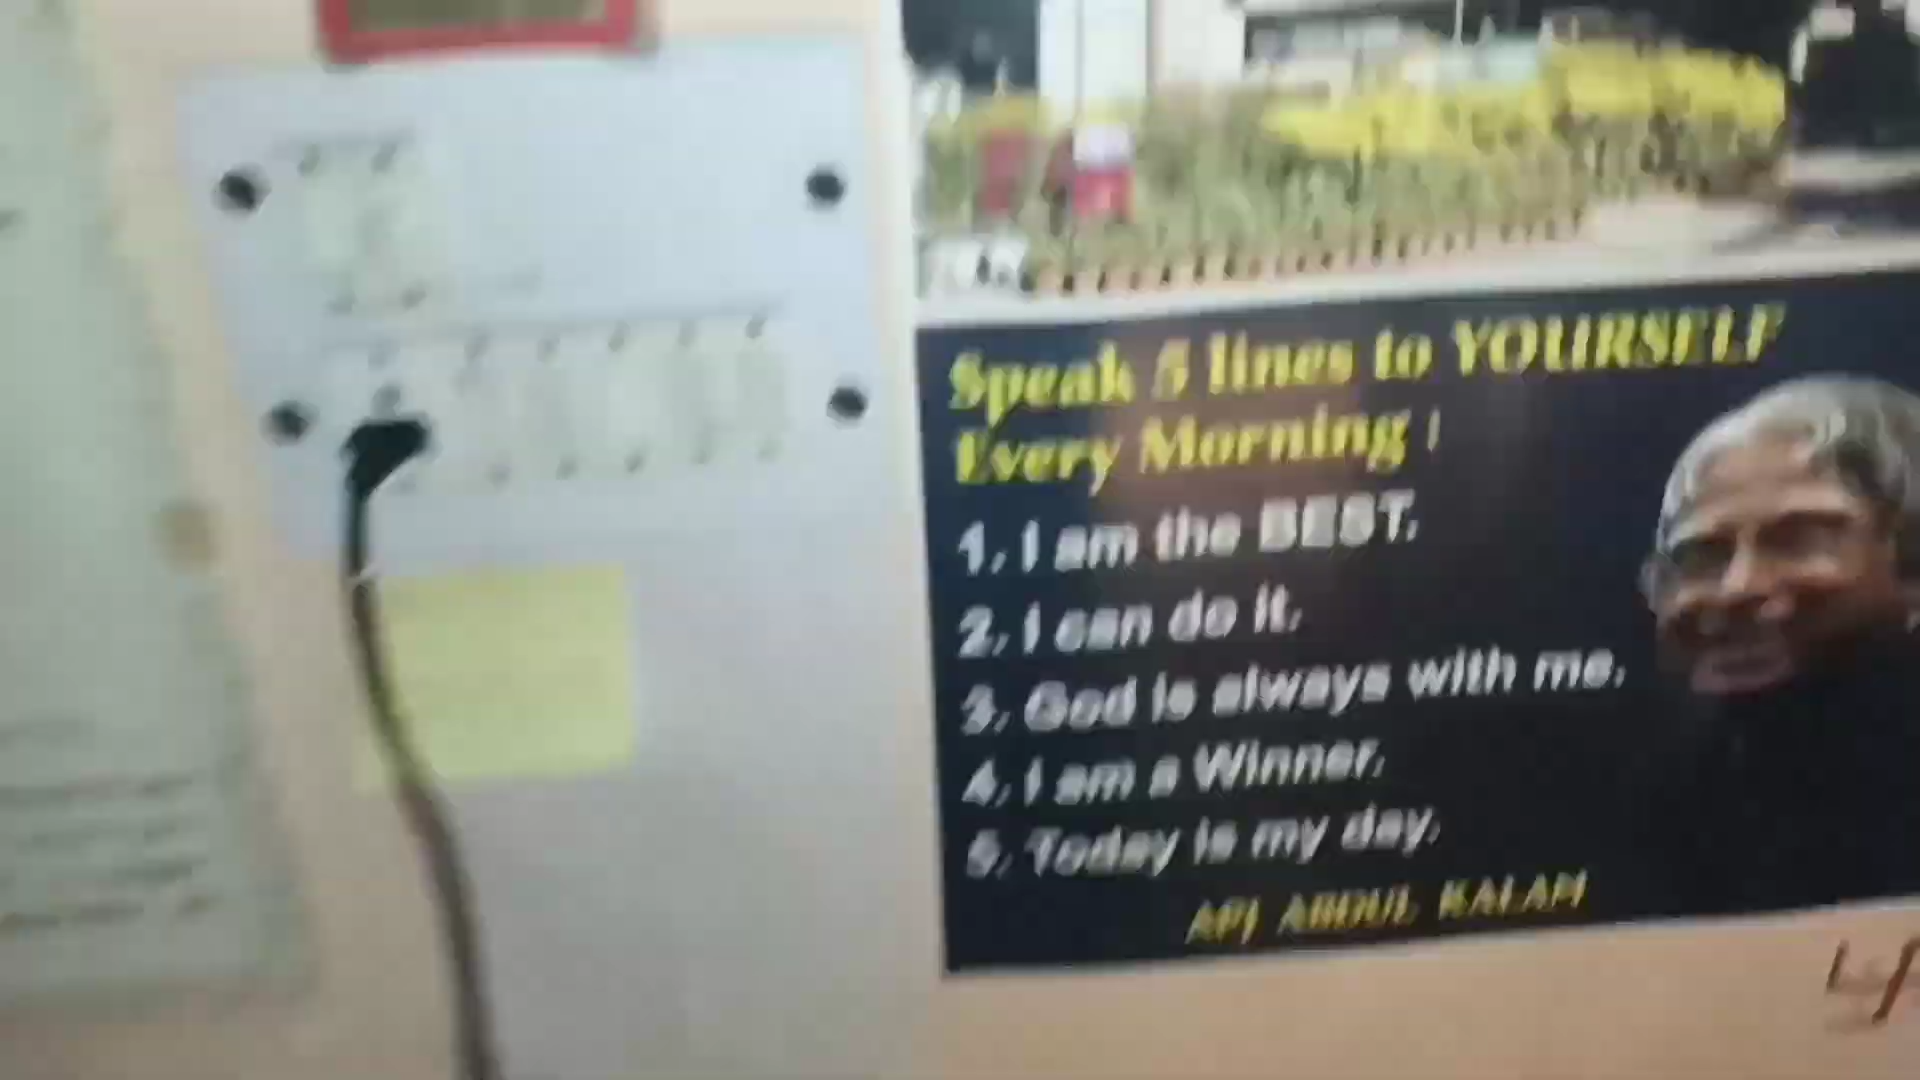 Speak 5 lines to YOURSELF
Every Morning :
1. I am the BEST.
2. I can do it.
3. God is always with me.
4. I am a Winner.
5. Today is my day.
APJ ABDUL KALAM